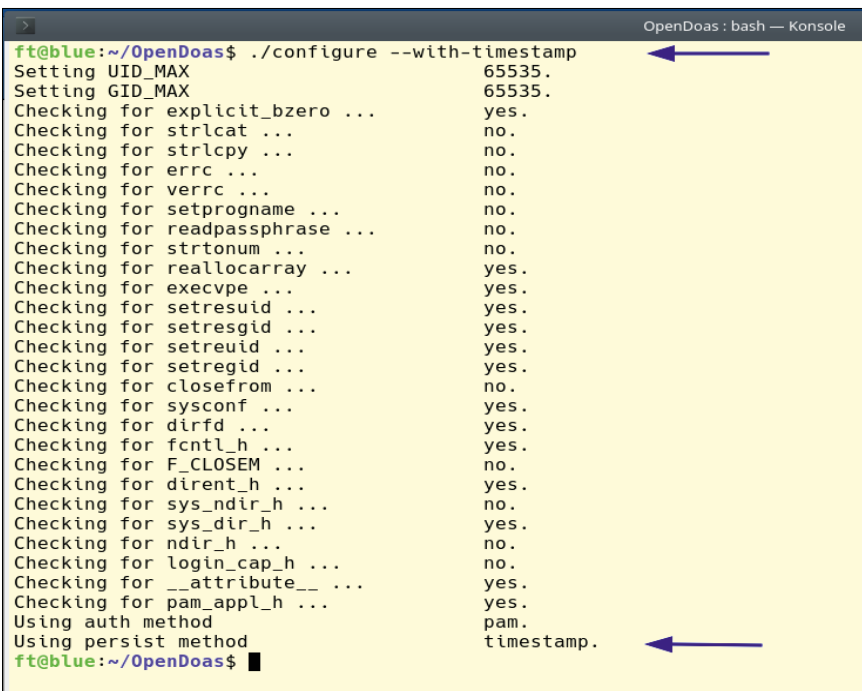 OpenDoas : bash — Konsole
ft@blue:~/OpenDoas$ ./configure --with-timestamp
Setting UID_MAX 65535.
Setting GID_MAX 65535.
Checking for explicit_bzero ... yes.
Checking for strlcat ... no.
Checking for strlcpy ... no.
Checking for errc ... no.
Checking for verrc ... no.
Checking for setprogname ... no.
Checking for readpassphrase ... no.
Checking for strtonum ... no.
Checking for reallocarray ... yes.
Checking for execvpe ... yes.
Checking for setresuid ... yes.
Checking for setresgid ... yes.
Checking for setreuid ... yes.
Checking for setregid ... yes.
Checking for closefrom ... no.
Checking for sysconf ... yes.
Checking for dirfd ... yes.
Checking for fcntl_h ... yes.
Checking for F_CLOSEM ... no.
Checking for dirent_h ... yes.
Checking for sys_ndir_h ... no.
Checking for sys_dir_h ... yes.
Checking for ndir_h ... no.
Checking for login_cap_h ... no.
Checking for __attribute__ ... yes.
Checking for pam_appl_h ... yes.
Using auth method pam.
Using persist method timestamp.
ft@blue:~/OpenDoas$